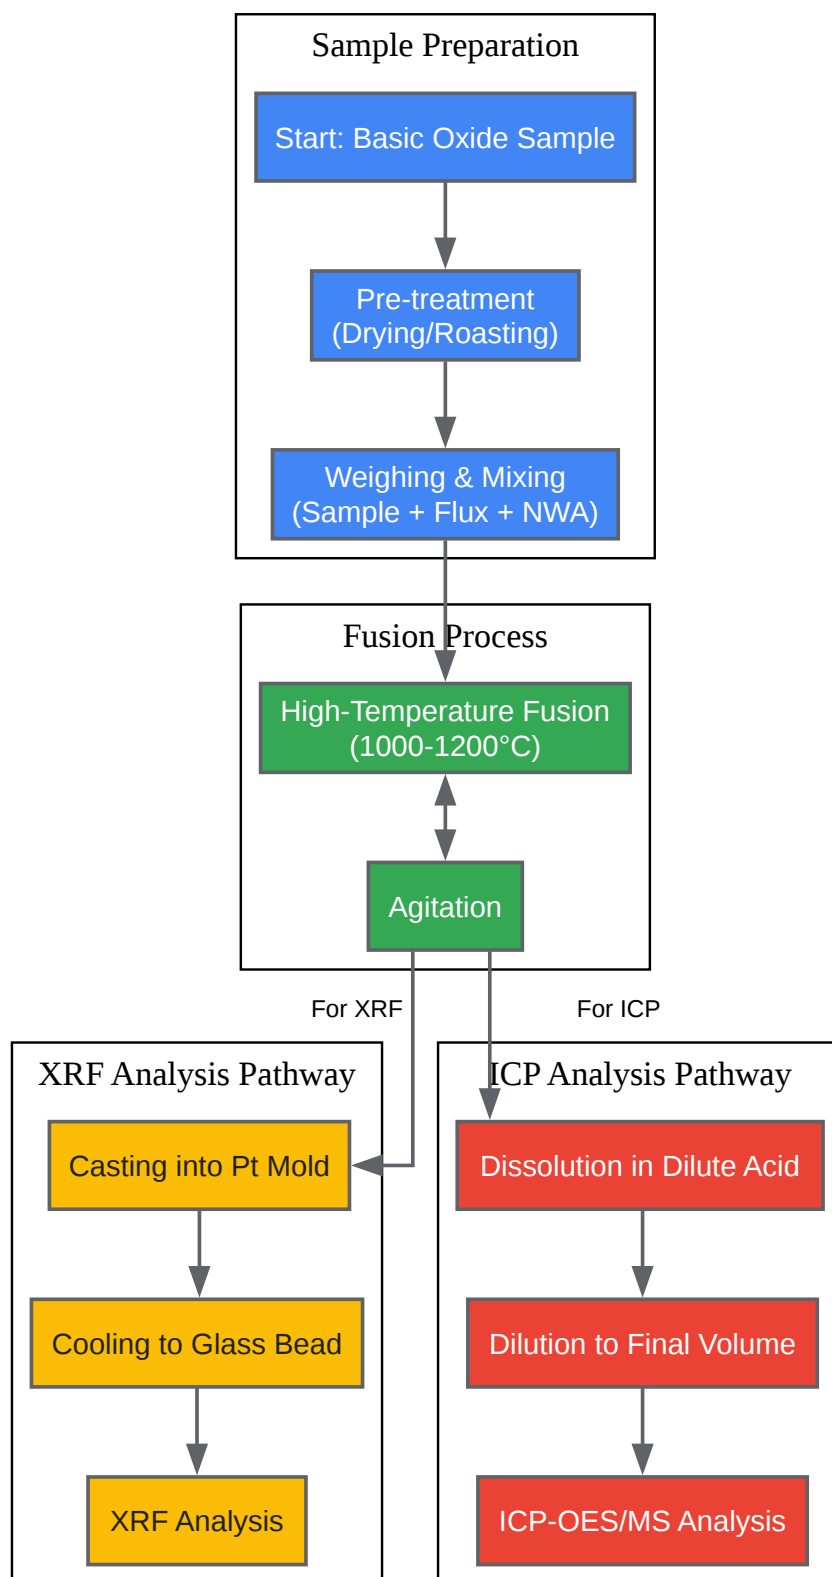 Sample Preparation
Start: Basic Oxide Sample
Pre-treatment
(Drying/Roasting)
Weighing & Mixing
(Sample + Flux + NWA)
Fusion Process
High-Temperature Fusion
(1000-1200°C)
Agitation
For XRF
For ICP
XRF Analysis Pathway
Casting into Pt Mold
Cooling to Glass Bead
XRF Analysis
ICP Analysis Pathway
Dissolution in Dilute Acid
Dilution to Final Volume
ICP-OES/MS Analysis